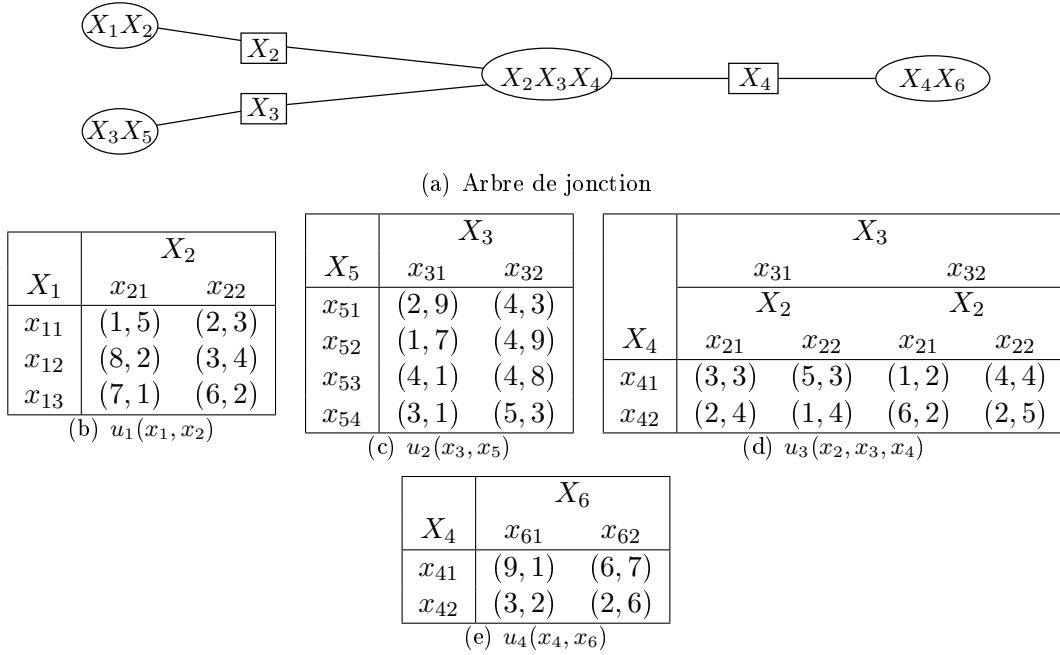 X₁X₂
X₂
X₂X₃X₄
X₄
X₄X₆
X₃
X₃X₅
(a) Arbre de jonction
X₂
X₁ x₂₁ x₂₂
x₁₁ (1, 5) (2, 3)
x₁₂ (8, 2) (3, 4)
x₁₃ (7, 1) (6, 2)
(b) u₁(x₁, x₂)
X₃
X₅ x₃₁ x₃₂
x₅₁ (2, 9) (4, 3)
x₅₂ (1, 7) (4, 9)
x₅₃ (4, 1) (4, 8)
x₅₄ (3, 1) (5, 3)
(c) u₂(x₃, x₅)
X₃
x₃₁ x₃₂
X₂ X₂
X₄ x₂₁ x₂₂ x₂₁ x₂₂
x₄₁ (3, 3) (5, 3) (1, 2) (4, 4)
x₄₂ (2, 4) (1, 4) (6, 2) (2, 5)
(d) u₃(x₂, x₃, x₄)
X₆
X₄ x₆₁ x₆₂
x₄₁ (9, 1) (6, 7)
x₄₂ (3, 2) (2, 6)
(e) u₄(x₄, x₆)